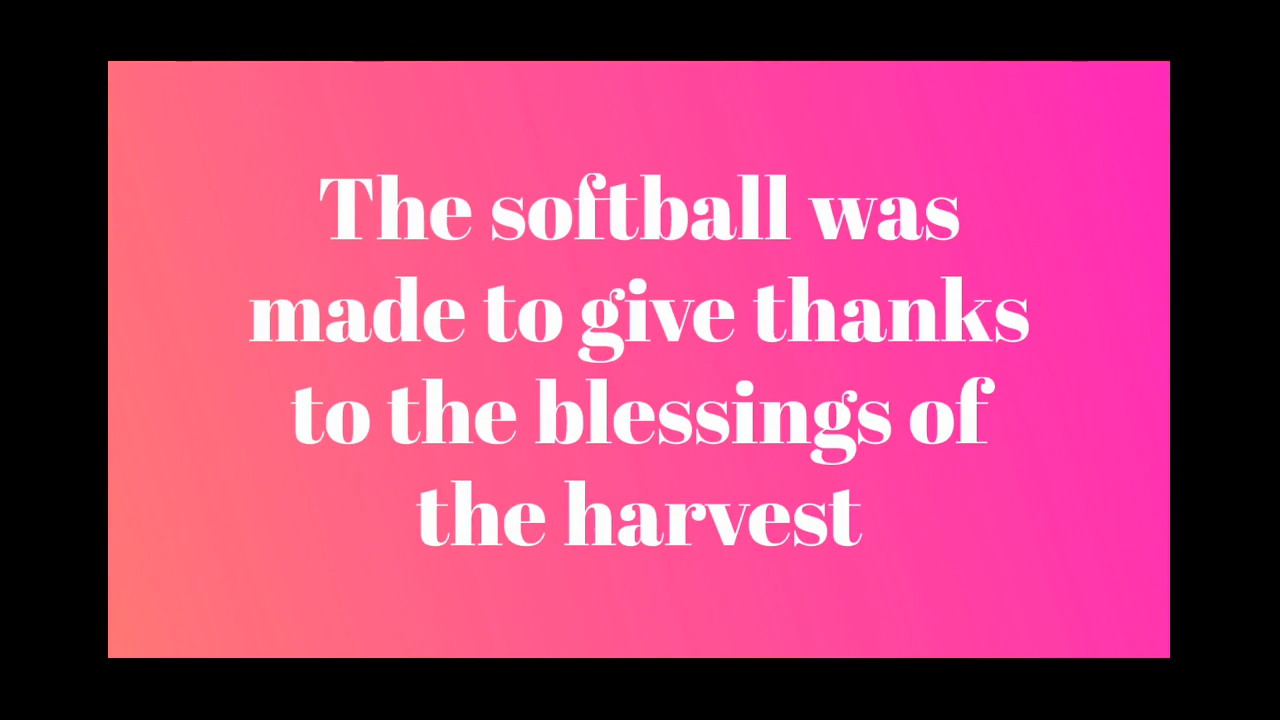 The softball was
made to give thanks
to the blessings of
the harvest